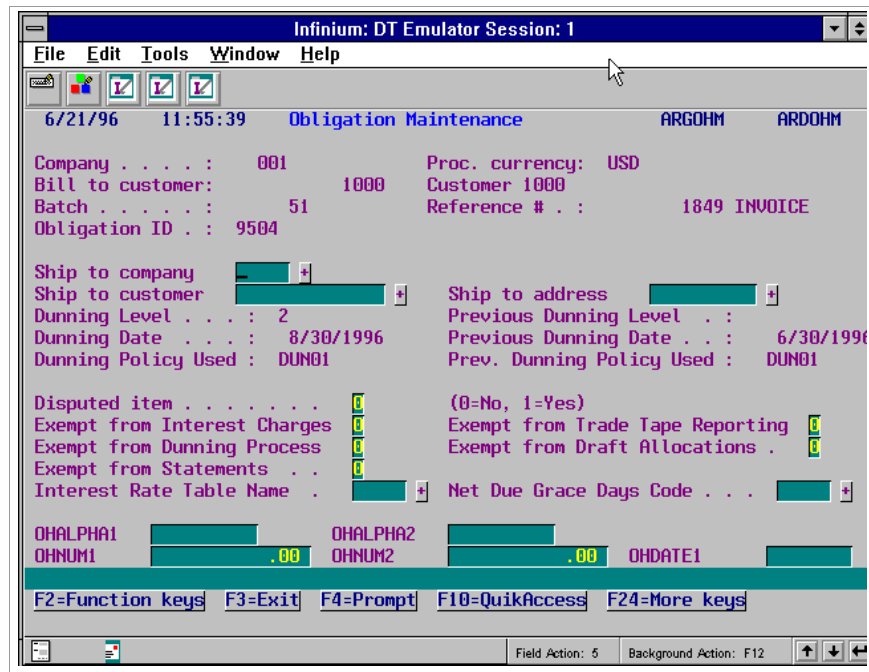 Infinium: DT Emulator Session: 1
File Edit Tools Window Help
6/21/96 11:55:39 Obligation Maintenance ARGOHM ARDOHM
Company . . . . : 001 Proc. currency: USD
Bill to customer: 1000 Customer 1000
Batch . . . . . : 51 Reference # . : 1849 INVOICE
Obligation ID . : 9504
Ship to company _ +
Ship to customer + Ship to address +
Dunning Level . . . : 2 Previous Dunning Level . :
Dunning Date . . . : 8/30/1996 Previous Dunning Date . . : 6/30/1996
Dunning Policy Used : DUN01 Prev. Dunning Policy Used : DUN01
Disputed item . . . . . . . 0 (0=No, 1=Yes)
Exempt from Interest Charges 0 Exempt from Trade Tape Reporting 0
Exempt from Dunning Process 0 Exempt from Draft Allocations . 0
Exempt from Statements . . 0
Interest Rate Table Name . + Net Due Grace Days Code . . . +
OHALPHA1 OHALPHA2
OHNUM1 .00 OHNUM2 .00 OHDATE1
F2=Function keys F3=Exit F4=Prompt F10=QuikAccess F24=More keys
Field Action: 5 Background Action: F12